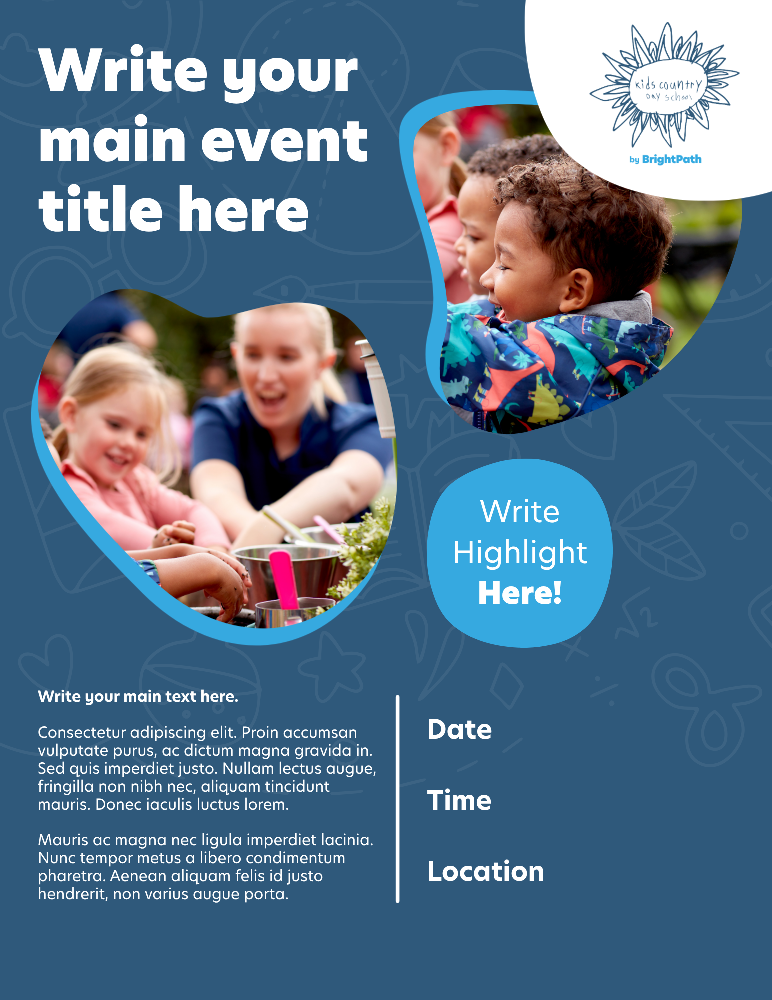 Write your
main event
title here
kids country
Day school
by BrightPath
Write
Highlight
Here!
Write your main text here.
Consectetur adipiscing elit. Proin accumsan
vulputate purus, ac dictum magna gravida in.
Sed quis imperdiet justo. Nullam lectus augue,
fringilla non nibh nec, aliquam tincidunt
mauris. Donec iaculis luctus lorem.
Mauris ac magna nec ligula imperdiet lacinia.
Nunc tempor metus a libero condimentum
pharetra. Aenean aliquam felis id justo
hendrerit, non varius augue porta.
Date
Time
Location
√2